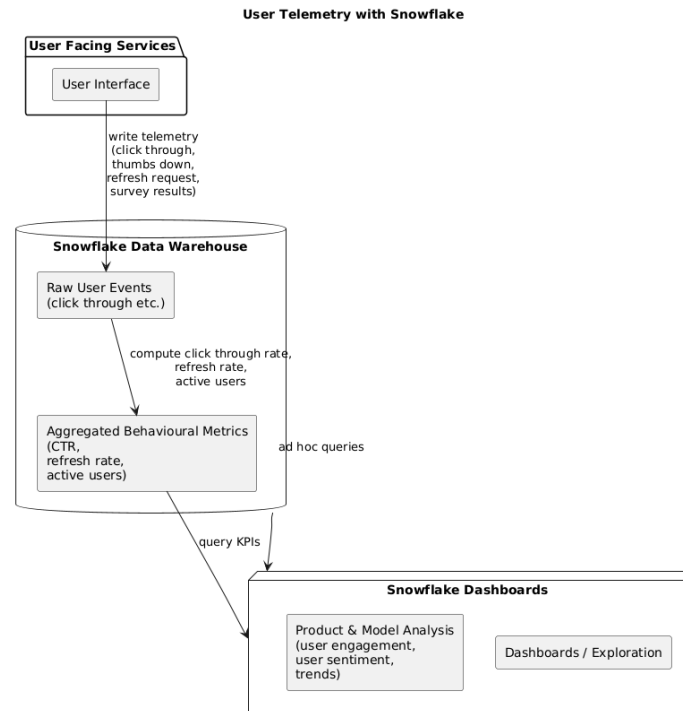 User Telemetry with Snowflake
User Facing Services
User Interface
write telemetry
(click through,
thumbs down,
refresh request,
survey results)
Snowflake Data Warehouse
Raw User Events
(click through etc.)
compute click through rate,
refresh rate,
active users
Aggregated Behavioural Metrics
(CTR,
refresh rate,
active users)
ad hoc queries
query KPIs
Snowflake Dashboards
Product & Model Analysis
(user engagement,
user sentiment,
trends)
Dashboards / Exploration